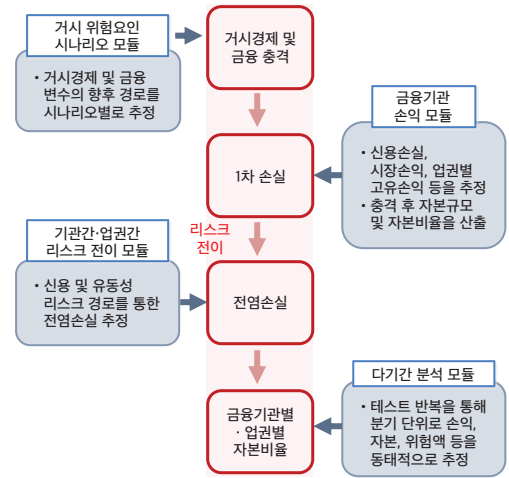 거시 위험요인
시나리오 모듈
• 거시경제 및 금융
변수의 향후 경로를
시나리오별로 추정
거시경제 및
금융 충격
금융기관
손익 모듈
• 신용손실,
시장손익, 업권별
고유손익 등을 추정
• 충격 후 자본규모
및 자본비율을 산출
1차 손실
리스크
전이
기관간·업권간
리스크 전이 모듈
• 신용 및 유동성
리스크 경로를 통한
전염손실 추정
전염손실
다기간 분석 모듈
• 테스트 반복을 통해
분기 단위로 손익,
자본, 위험액 등을
동태적으로 추정
금융기관별
· 업권별
자본비율